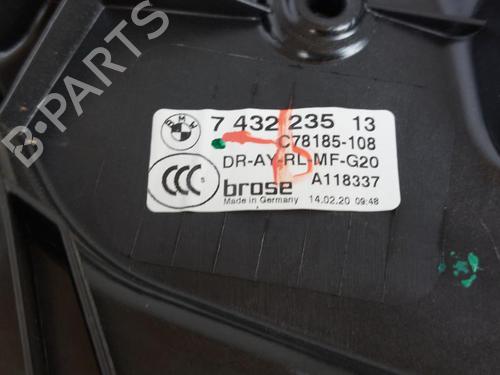 BMW
7 432 235 13
C78185-108
DR-AY-RL-MF-G20
CCC S
brose A118337
Made in Germany 14.02.20 09:48
B-PARTS